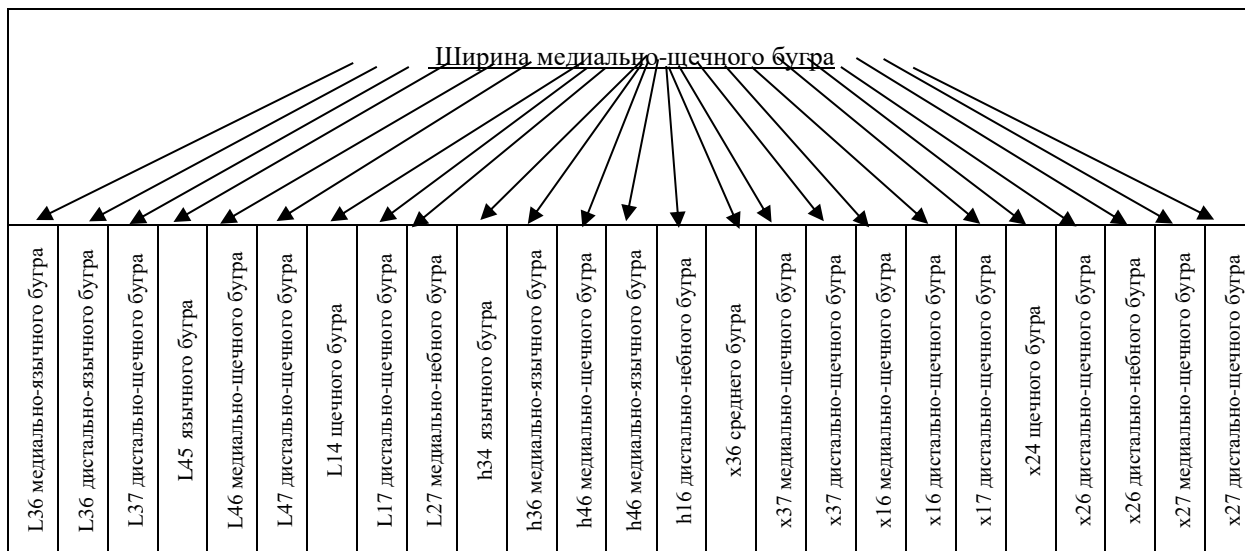 Ширина медиально-щечного бугра
L36 медиально-язычного бугра
L36 дистально-язычного бугра
L37 дистально-щечного бугра
L45 язычного бугра
L46 медиально-щечного бугра
L47 дистально-щечного бугра
L14 щечного бугра
L17 дистально-щечного бугра
L27 медиально-небного бугра
h34 язычного бугра
h36 медиально-язычного бугра
h46 медиально-щечного бугра
h46 медиально-язычного бугра
h16 дистально-небного бугра
x36 среднего бугра
x37 медиально-щечного бугра
x37 дистально-щечного бугра
x16 медиально-щечного бугра
x16 дистально-щечного бугра
x17 дистально-щечного бугра
x24 щечного бугра
x26 дистально-щечного бугра
x26 дистально-небного бугра
x27 медиально-щечного бугра
x27 дистально-щечного бугра